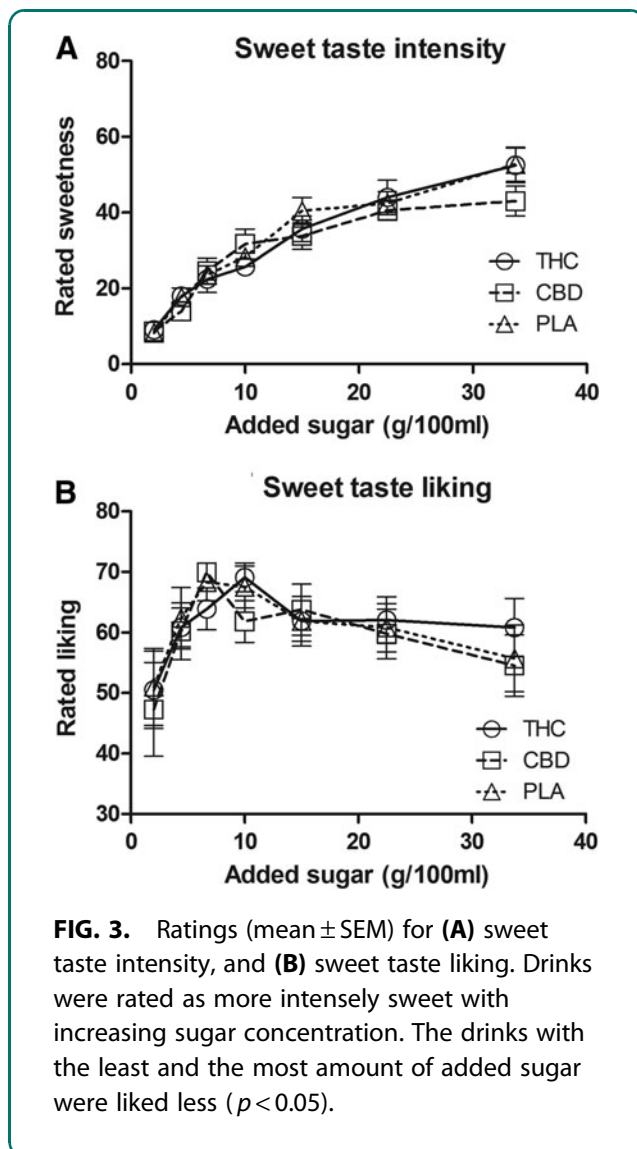 A
Sweet taste intensity
80
60
40
20
0
Rated sweetness
THC
CBD
PLA
0 10 20 30 40
Added sugar (g/100ml)
B
Sweet taste liking
80
70
60
50
40
30
Rated liking
THC
CBD
PLA
0 10 20 30 40
Added sugar (g/100ml)
FIG. 3. Ratings (mean ± SEM) for (A) sweet
taste intensity, and (B) sweet taste liking. Drinks
were rated as more intensely sweet with
increasing sugar concentration. The drinks with
the least and the most amount of added sugar
were liked less (p < 0.05).